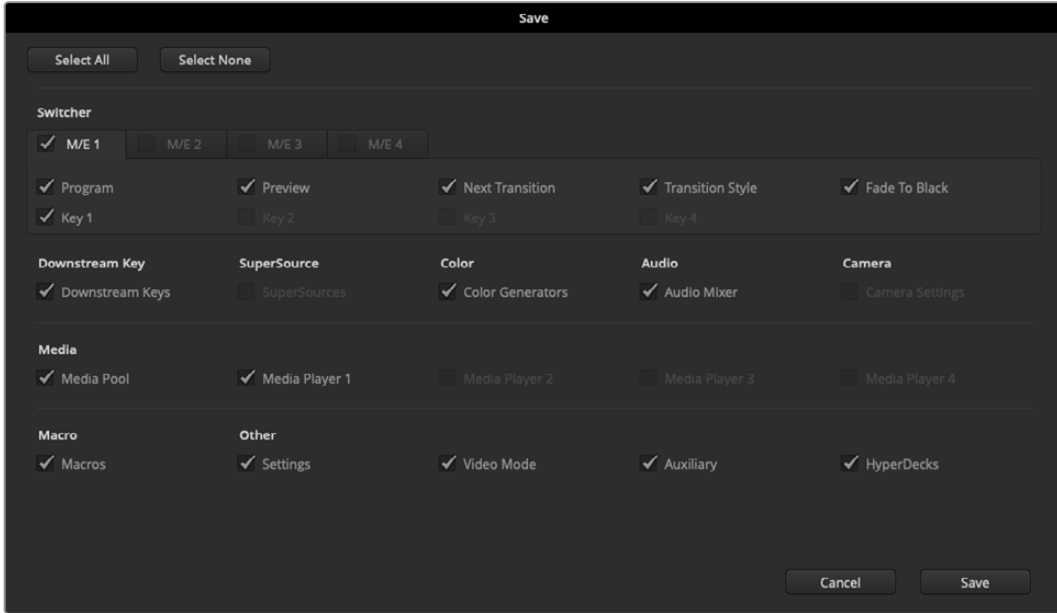 Save
Select All Select None
Switcher
M/E 1 M/E 2 M/E 3 M/E 4
Program Preview Next Transition Transition Style Fade To Black
Key 1 Key 2 Key 3 Key 4
Downstream Key SuperSource Color Audio Camera
Downstream Keys SuperSources Color Generators Audio Mixer Camera Settings
Media
Media Pool Media Player 1 Media Player 2 Media Player 3 Media Player 4
Macro Other
Macros Settings Video Mode Auxiliary HyperDecks
Cancel Save